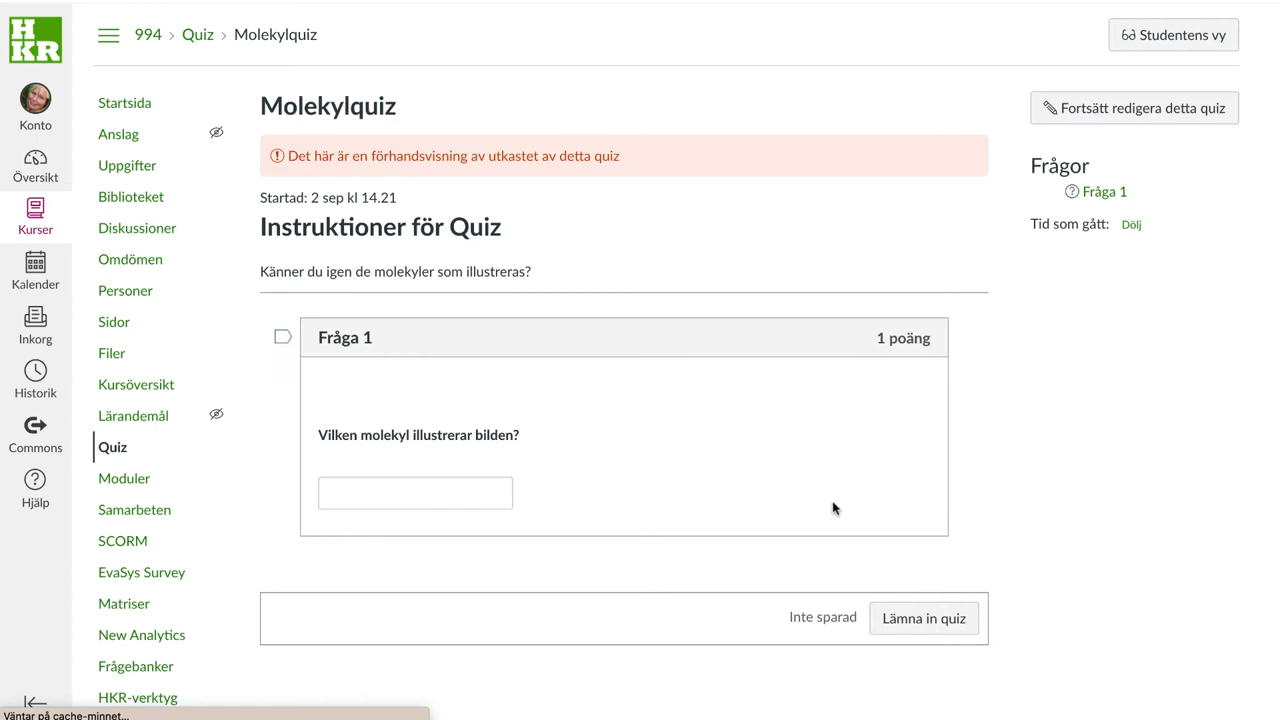 H
KR
994 › Quiz › Molekylquiz
Studentens vy
Konto
Översikt
Kurser
Kalender
Inkorg
Historik
Commons
Hjälp
Startsida
Anslag
Uppgifter
Biblioteket
Diskussioner
Omdömen
Personer
Sidor
Filer
Kursöversikt
Lärandemål
Quiz
Moduler
Samarbeten
SCORM
EvaSys Survey
Matriser
New Analytics
Frågebanker
HKR-verktyg
Molekylquiz
Det här är en förhandsvisning av utkastet av detta quiz
Startad: 2 sep kl 14.21
Instruktioner för Quiz
Känner du igen de molekyler som illustreras?
Fråga 1 1 poäng
Vilken molekyl illustrerar bilden?
Inte sparad Lämna in quiz
Fortsätt redigera detta quiz
Frågor
Fråga 1
Tid som gått: Dölj
Väntar på cache-minnet...